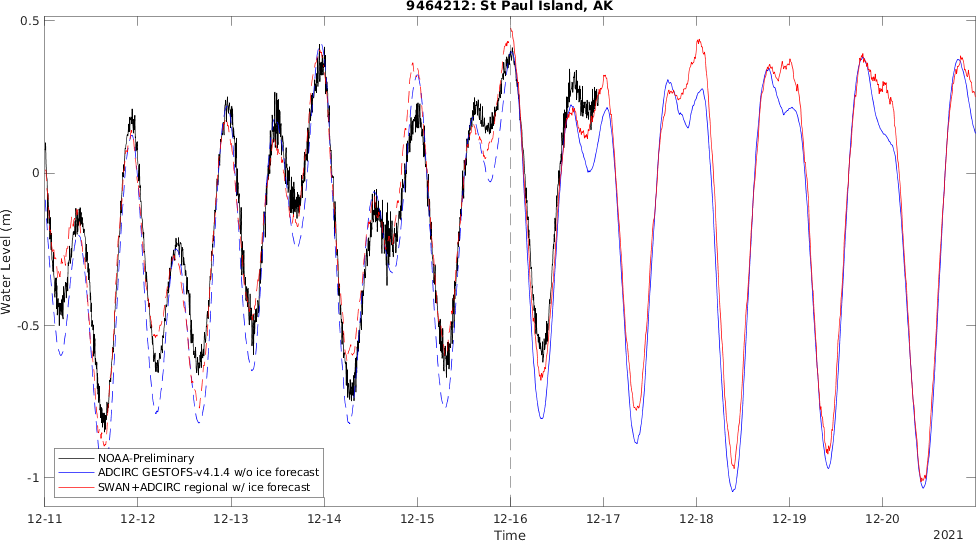 9464212: St Paul Island, AK
0.5
0
-0.5
-1
Water Level (m)
NOAA-Preliminary
ADCIRC GESTOFS-v4.1.4 w/o ice forecast
SWAN+ADCIRC regional w/ ice forecast
12-11 12-12 12-13 12-14 12-15 12-16 12-17 12-18 12-19 12-20
Time
2021